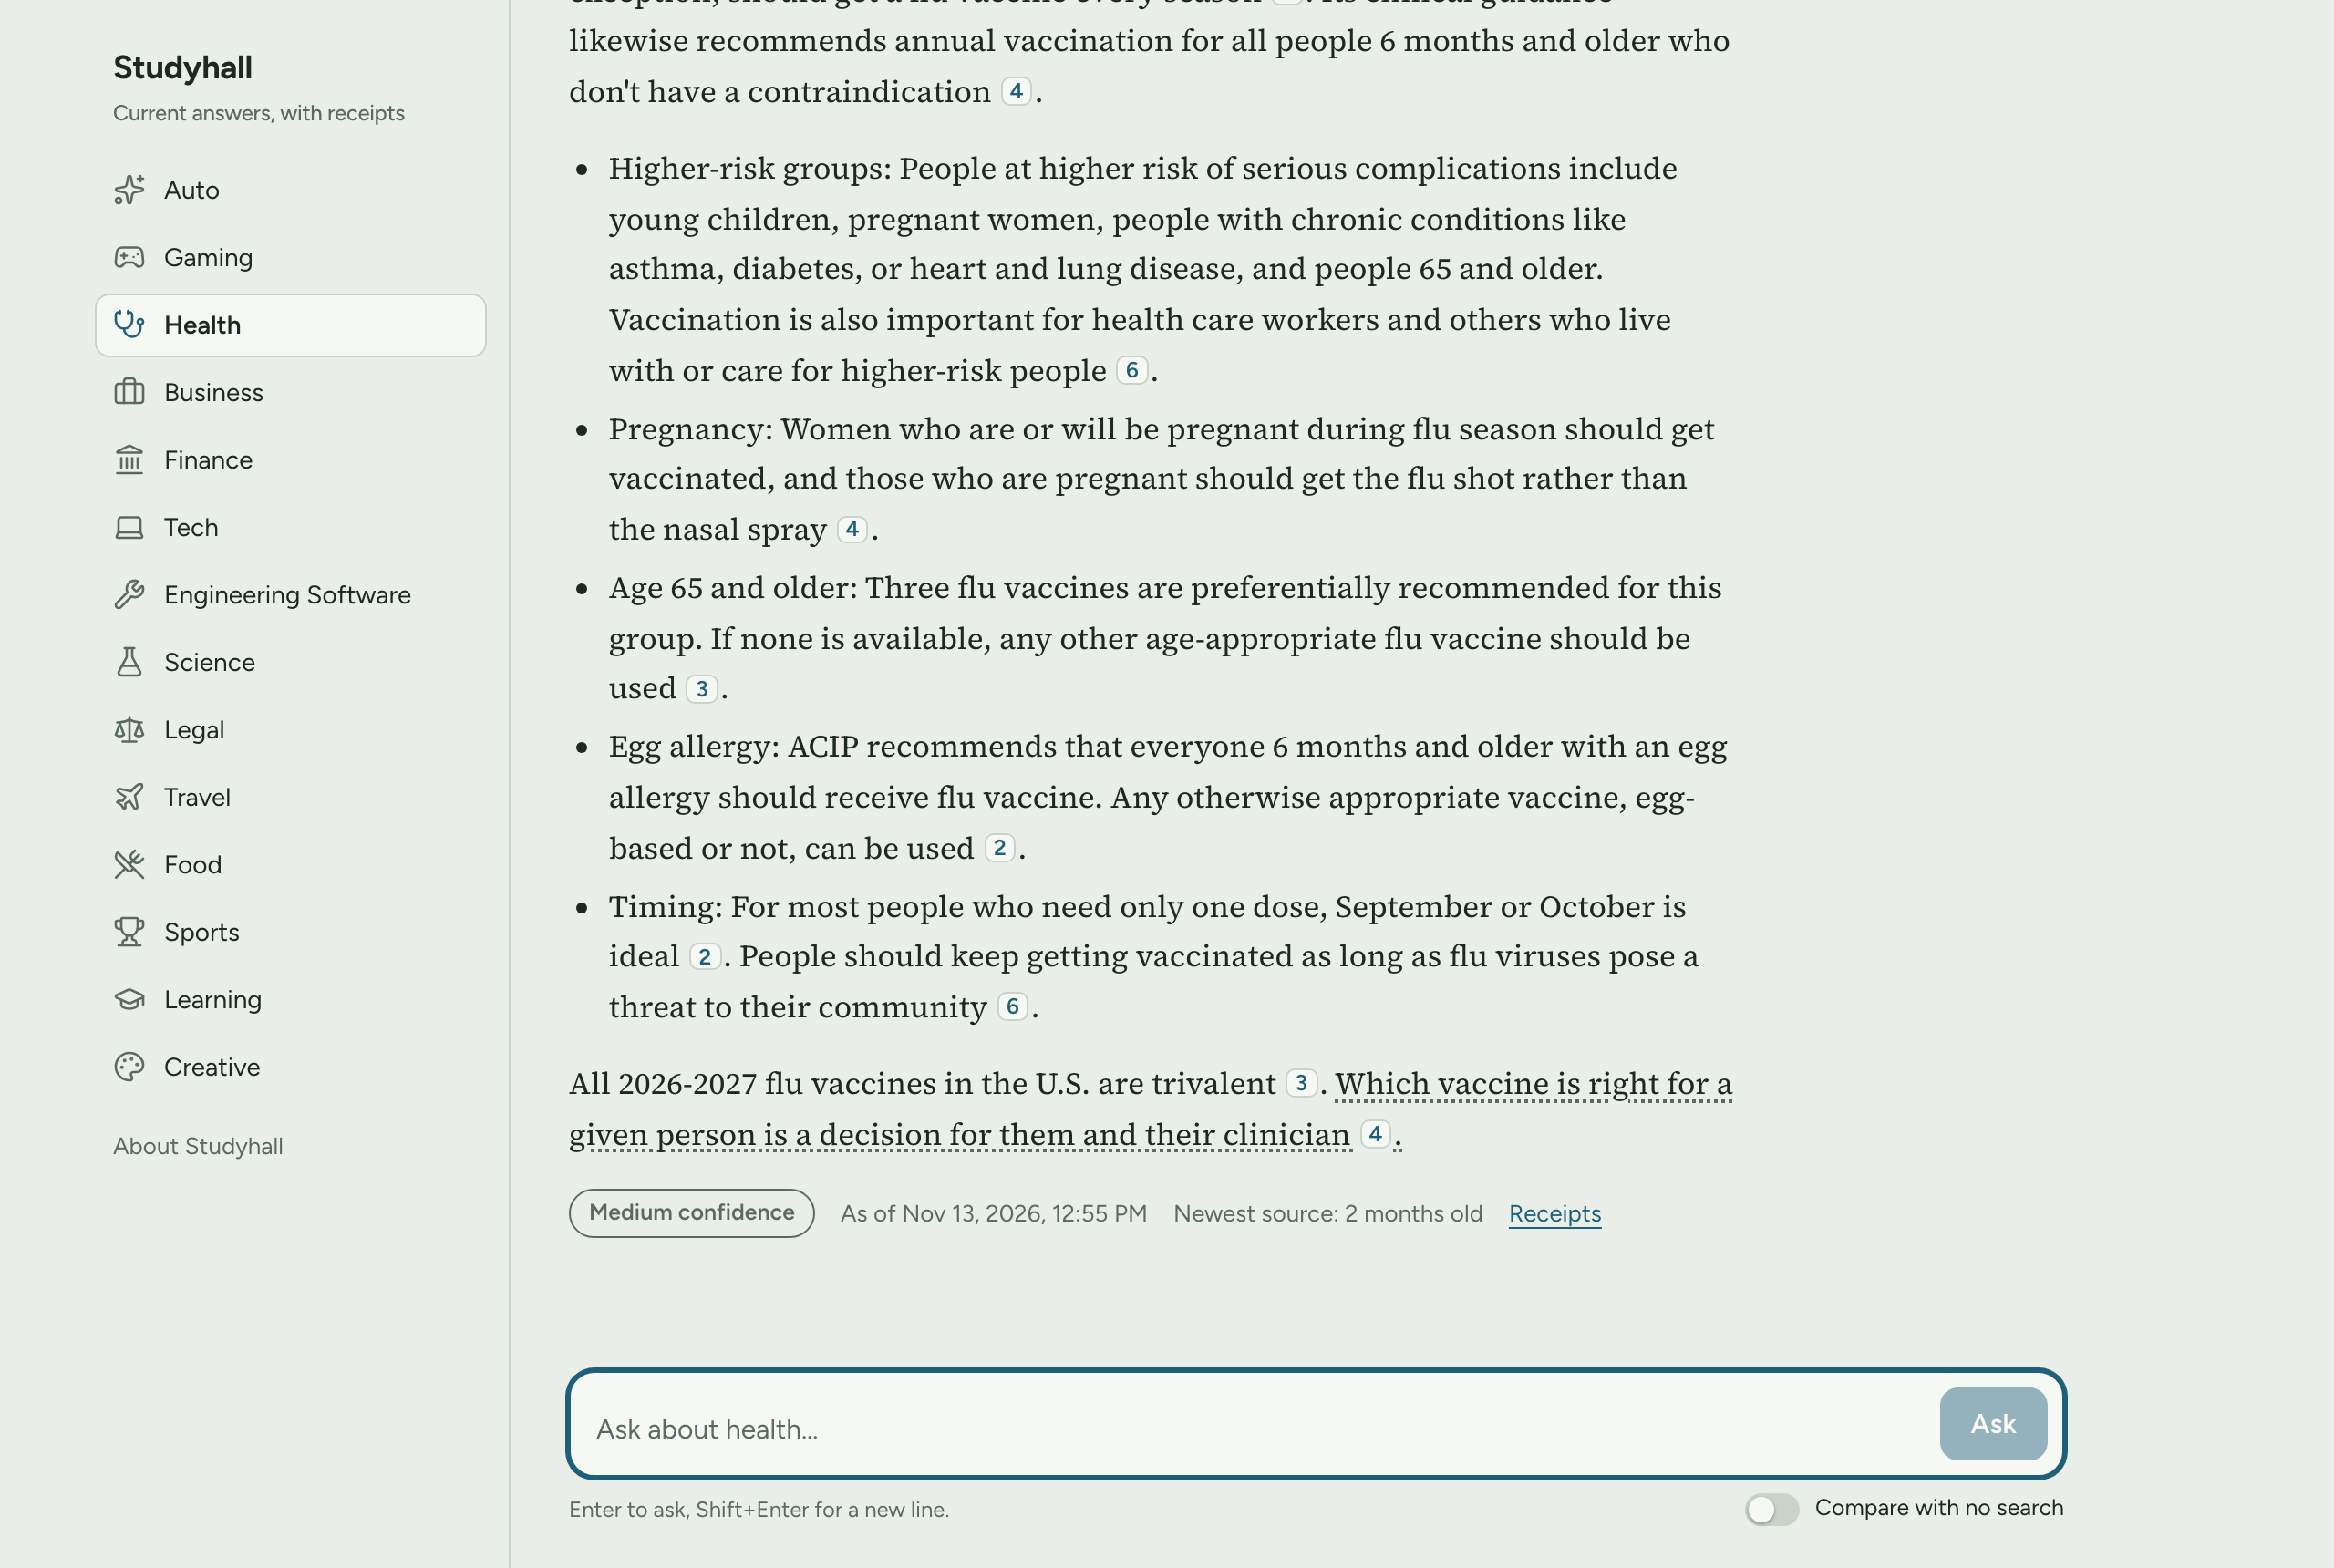 Studyhall
Current answers, with receipts
Auto
Gaming
Health
Business
Finance
Tech
Engineering Software
Science
Legal
Travel
Food
Sports
Learning
Creative
About Studyhall
exception, should get a flu vaccine every season . Its clinical guidance
likewise recommends annual vaccination for all people 6 months and older who
don't have a contraindication 4.
• Higher-risk groups: People at higher risk of serious complications include
young children, pregnant women, people with chronic conditions like
asthma, diabetes, or heart and lung disease, and people 65 and older.
Vaccination is also important for health care workers and others who live
with or care for higher-risk people 6.
• Pregnancy: Women who are or will be pregnant during flu season should get
vaccinated, and those who are pregnant should get the flu shot rather than
the nasal spray 4.
• Age 65 and older: Three flu vaccines are preferentially recommended for this
group. If none is available, any other age-appropriate flu vaccine should be
used 3.
• Egg allergy: ACIP recommends that everyone 6 months and older with an egg
allergy should receive flu vaccine. Any otherwise appropriate vaccine, egg-
based or not, can be used 2.
• Timing: For most people who need only one dose, September or October is
ideal 2. People should keep getting vaccinated as long as flu viruses pose a
threat to their community 6.
All 2026-2027 flu vaccines in the U.S. are trivalent 3. Which vaccine is right for a
given person is a decision for them and their clinician 4.
Medium confidence As of Nov 13, 2026, 12:55 PM Newest source: 2 months old Receipts
Ask about health...
Ask
Enter to ask, Shift+Enter for a new line.
Compare with no search